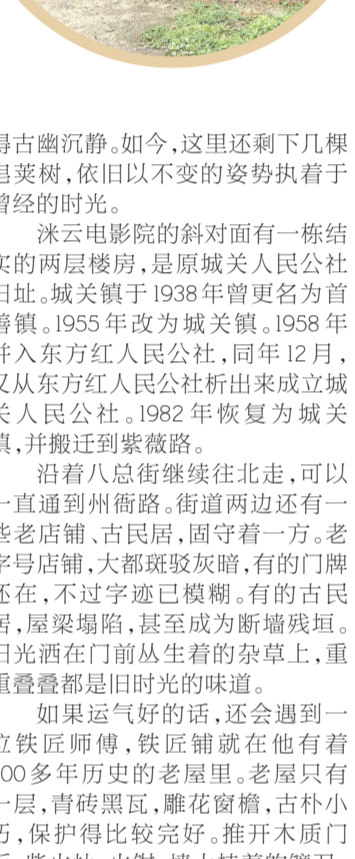 得古幽沉静。如今,这里还剩下几棵
皂荚树,依旧以不变的姿势执着于
曾经的时光。
洣云电影院的斜对面有一栋结
实的两层楼房,是原城关人民公社
旧址。城关镇于1938年曾更名为首
善镇。1955年改为城关镇。1958年
并入东方红人民公社,同年12月,
又从东方红人民公社析出来成立城
关人民公社。1982年恢复为城关
镇,并搬迁到紫薇路。
沿着八总街继续往北走,可以
一直通到州衙路。街道两边还有一
些老店铺、古民居,固守着一方。老
字号店铺,大都斑驳灰暗,有的门牌
还在,不过字迹已模糊。有的古民
居,屋梁塌陷,甚至成为断墙残垣。
阳光洒在门前丛生着的杂草上,重
重叠叠都是旧时光的味道。
如果运气好的话,还会遇到一
位铁匠师傅,铁匠铺就在他有着
00多年历史的老屋里。老屋只有
一层,青砖黑瓦,雕花窗檐,古朴小
巧,保护得比较完好。推开木质门